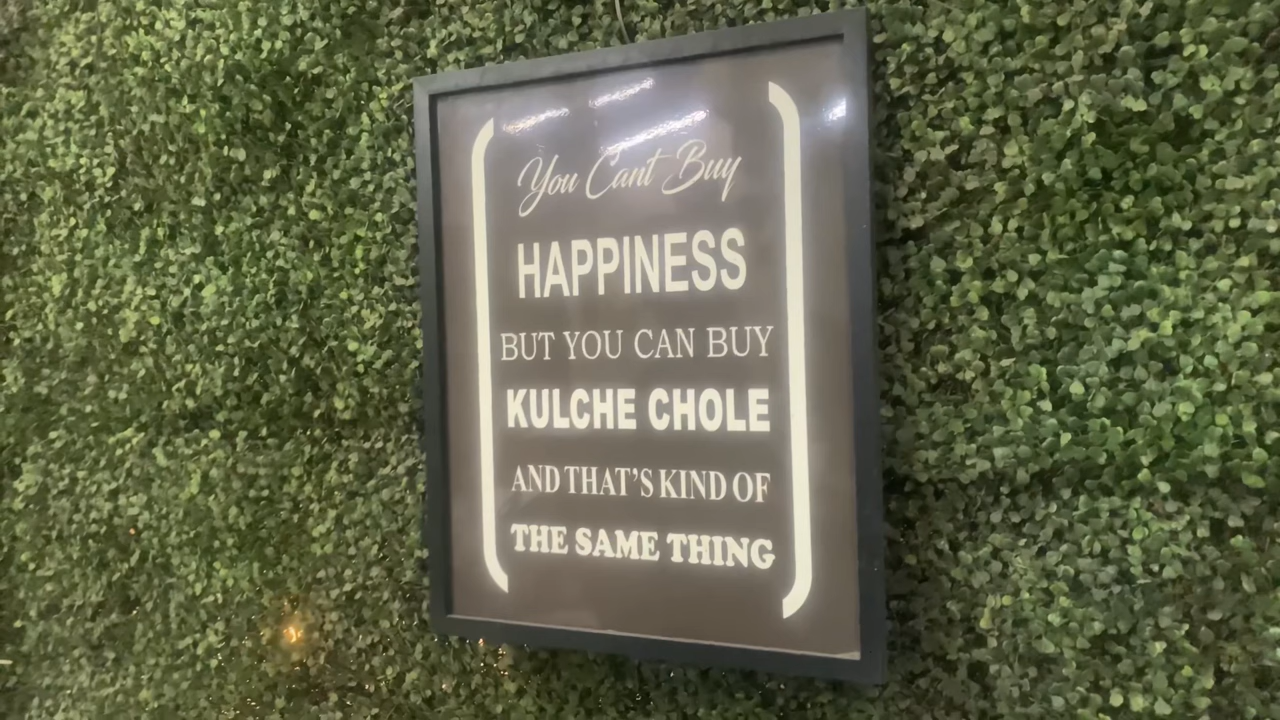 You Cant Buy
HAPPINESS
BUT YOU CAN BUY
KULCHE CHOLE
AND THAT'S KIND OF
THE SAME THING